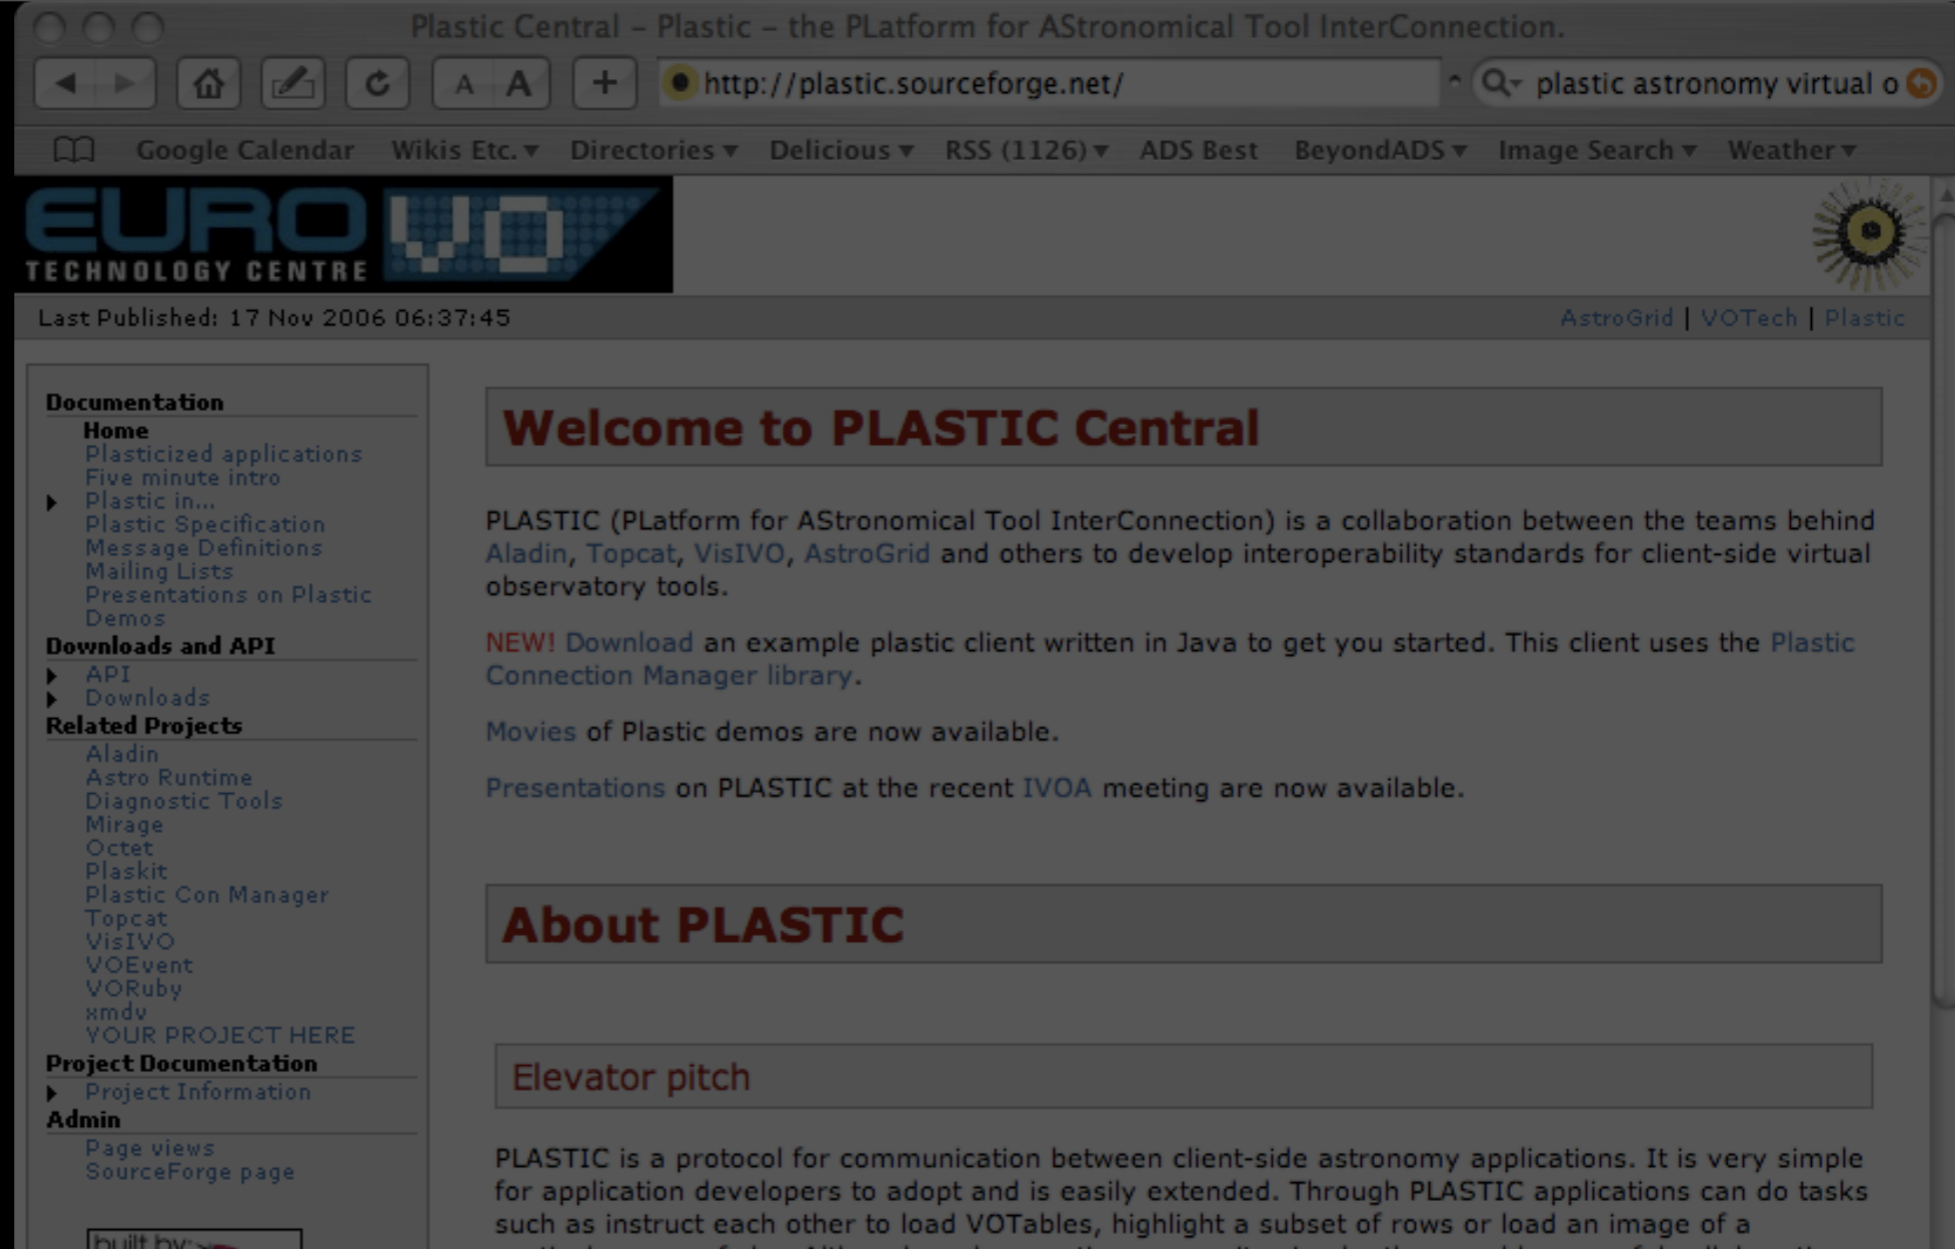 Plastic Central – Plastic – the PLatform for AStronomical Tool InterConnection.
A A + http://plastic.sourceforge.net/ plastic astronomy virtual o
Google Calendar Wikis Etc. Directories Delicious RSS (1126) ADS Best BeyondADS Image Search Weather
EURO VO
TECHNOLOGY CENTRE
Last Published: 17 Nov 2006 06:37:45
AstroGrid | VOTech | Plastic
Documentation
Home
Plasticized applications
Five minute intro
Plastic in...
Plastic Specification
Message Definitions
Mailing Lists
Presentations on Plastic
Demos
Downloads and API
API
Downloads
Related Projects
Aladin
Astro Runtime
Diagnostic Tools
Mirage
Octet
Plaskit
Plastic Con Manager
Topcat
VisIVO
VOEvent
VORuby
xmdv
YOUR PROJECT HERE
Project Documentation
Project Information
Admin
Page views
SourceForge page
built by:
Welcome to PLASTIC Central
PLASTIC (PLatform for AStronomical Tool InterConnection) is a collaboration between the teams behind
Aladin, Topcat, VisIVO, AstroGrid and others to develop interoperability standards for client-side virtual
observatory tools.
NEW! Download an example plastic client written in Java to get you started. This client uses the Plastic
Connection Manager library.
Movies of Plastic demos are now available.
Presentations on PLASTIC at the recent IVOA meeting are now available.
About PLASTIC
Elevator pitch
PLASTIC is a protocol for communication between client-side astronomy applications. It is very simple
for application developers to adopt and is easily extended. Through PLASTIC applications can do tasks
such as instruct each other to load VOTables, highlight a subset of rows or load an image of a